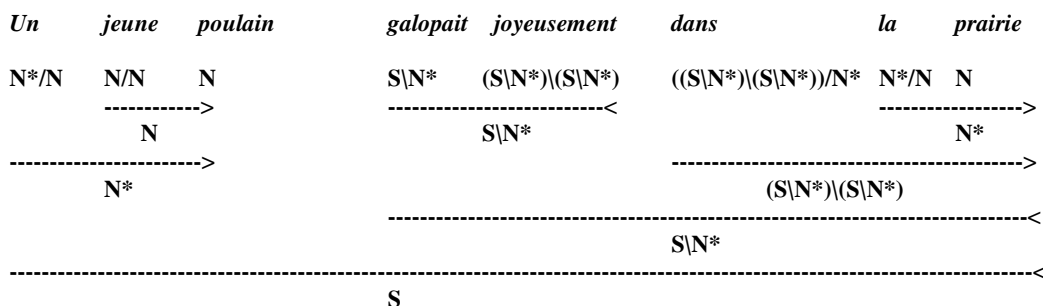 Un jeune poulain galopait joyeusement dans la prairie
N*/N N/N N S\N* (S\N*)\(S\N*) ((S\N*)\(S\N*))/N* N*/N N
------------> ---------------------------< ------------------>
N S\N* N*
------------------------> -------------------------------------------->
N* (S\N*)\(S\N*)
--------------------------------------------------------------------------------<
S\N*
--------------------------------------------------------------------------------------------------------------------------------<
S